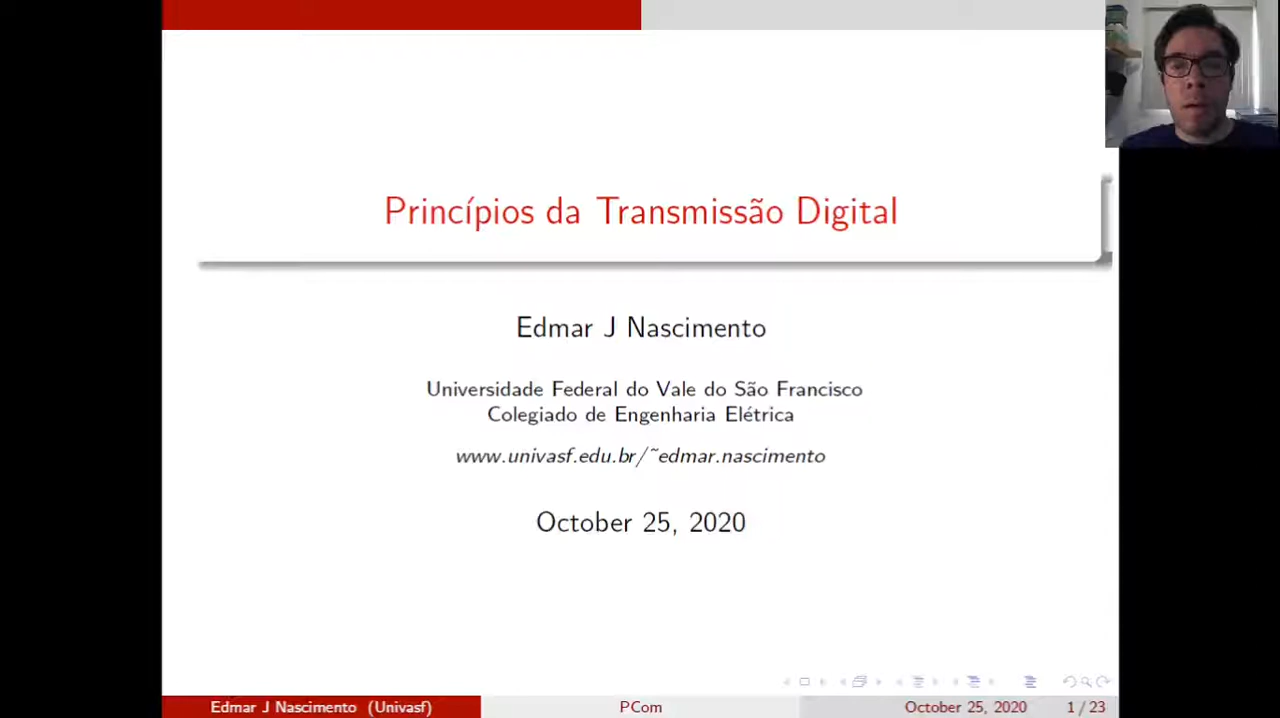 Princípios da Transmissão Digital
Edmar J Nascimento
Universidade Federal do Vale do São Francisco
Colegiado de Engenharia Elétrica
www.univasf.edu.br/~edmar.nascimento
October 25, 2020
Edmar J Nascimento (Univasf) PCom October 25, 2020 1 / 23